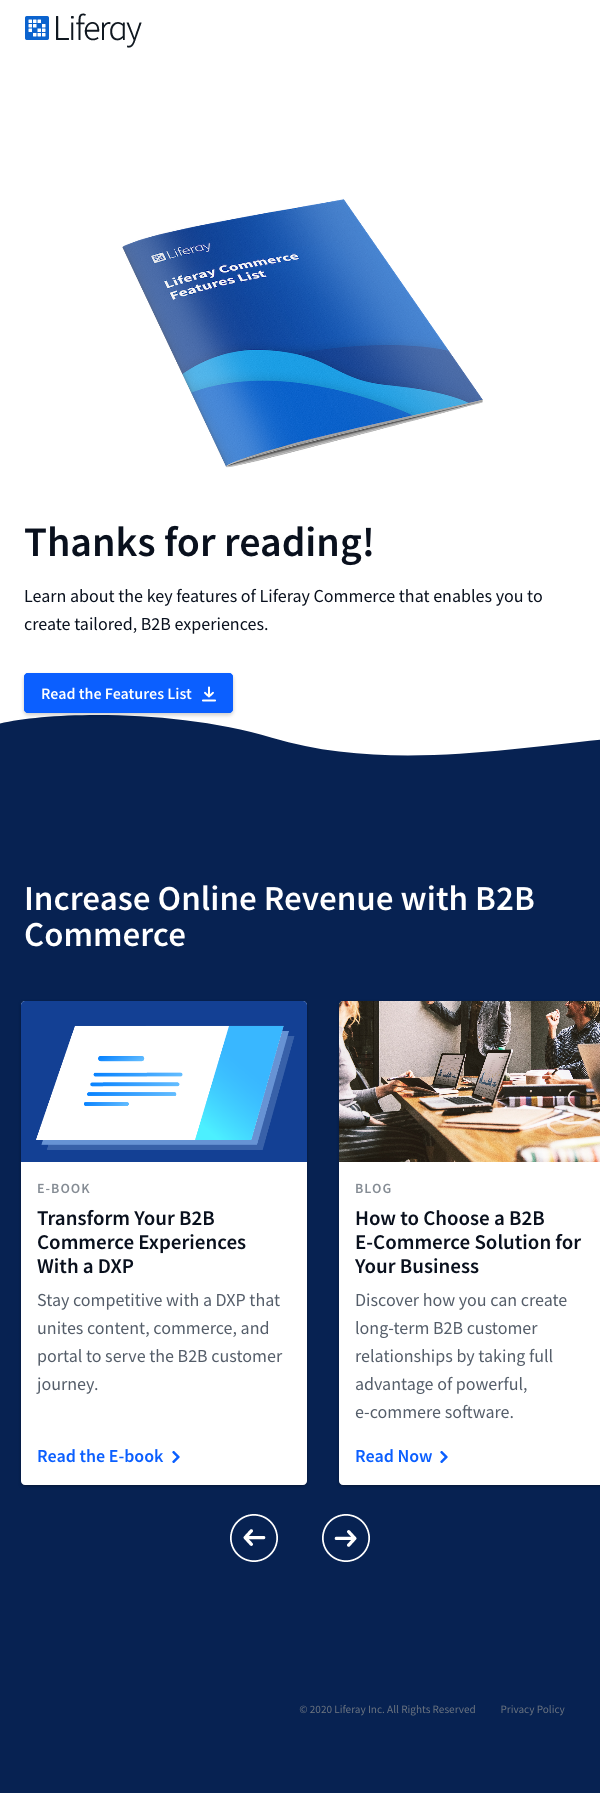 Liferay
Liferay
Liferay Commerce
Features List
Thanks for reading!
Learn about the key features of Liferay Commerce that enables you to
create tailored, B2B experiences.
Read the Features List
Increase Online Revenue with B2B
Commerce
E-BOOK
Transform Your B2B
Commerce Experiences
With a DXP
Stay competitive with a DXP that
unites content, commerce, and
portal to serve the B2B customer
journey.
Read the E-book
BLOG
How to Choose a B2B
E-Commerce Solution for
Your Business
Discover how you can create
long-term B2B customer
relationships by taking full
advantage of powerful,
e-commere software.
Read Now
© 2020 Liferay Inc. All Rights Reserved
Privacy Policy